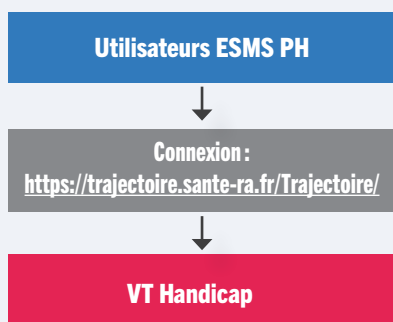 Utilisateurs ESMS PH
Connexion :
https://trajectoire.sante-ra.fr/Trajectoire/
VT Handicap